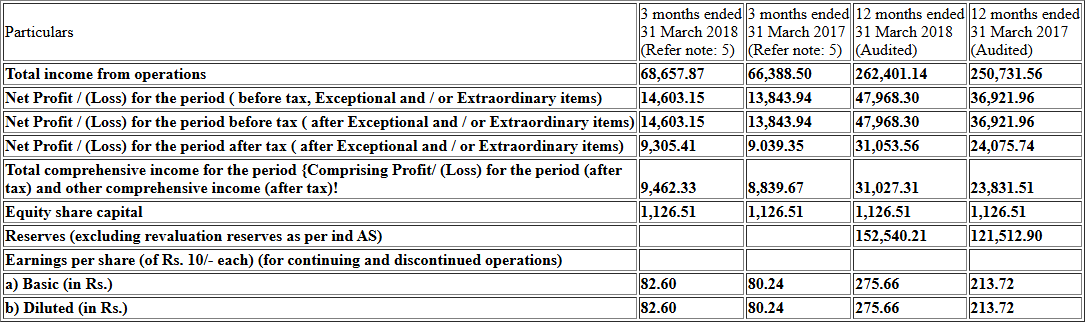 Particulars 3 months ended 31 March 2018 (Refer note: 5) 3 months ended 31 March 2017 (Refer note: 5) 12 months ended 31 March 2018 (Audited) 12 months ended 31 March 2017 (Audited)
Total income from operations 68,657.87 66,388.50 262,401.14 250,731.56
Net Profit / (Loss) for the period ( before tax, Exceptional and / or Extraordinary items) 14,603.15 13,843.94 47,968.30 36,921.96
Net Profit / (Loss) for the period before tax ( after Exceptional and / or Extraordinary items) 14,603.15 13,843.94 47,968.30 36,921.96
Net Profit / (Loss) for the period after tax ( after Exceptional and / or Extraordinary items) 9,305.41 9.039.35 31,053.56 24,075.74
Total comprehensive income for the period {Comprising Profit/ (Loss) for the period (after
tax) and other comprehensive income (after tax)! 9,462.33 8,839.67 31,027.31 23,831.51
Equity share capital 1,126.51 1,126.51 1,126.51 1,126.51
Reserves (excluding revaluation reserves as per ind AS) 152,540.21 121,512.90
Earnings per share (of Rs. 10/- each) (for continuing and discontinued operations)
a) Basic (in Rs.) 82.60 80.24 275.66 213.72
b) Diluted (in Rs.) 82.60 80.24 275.66 213.72